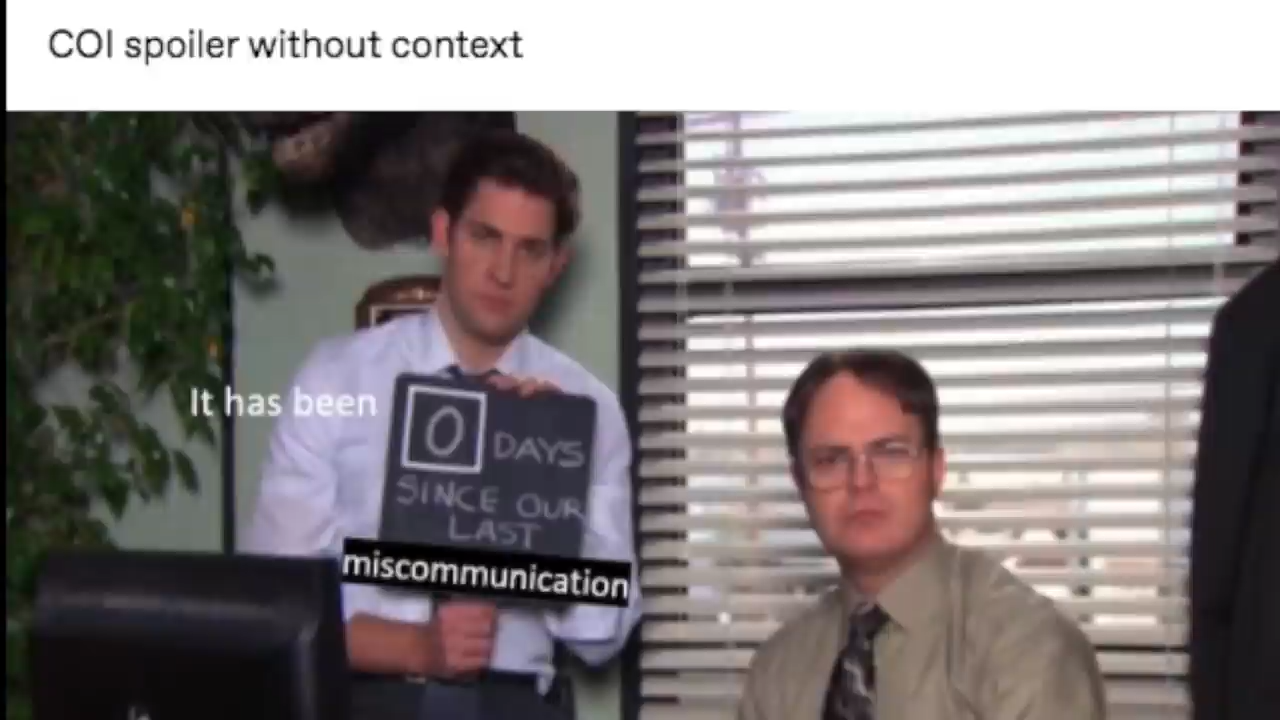 COI spoiler without context
It has been
0 DAYS
SINCE OUR
LAST
miscommunication